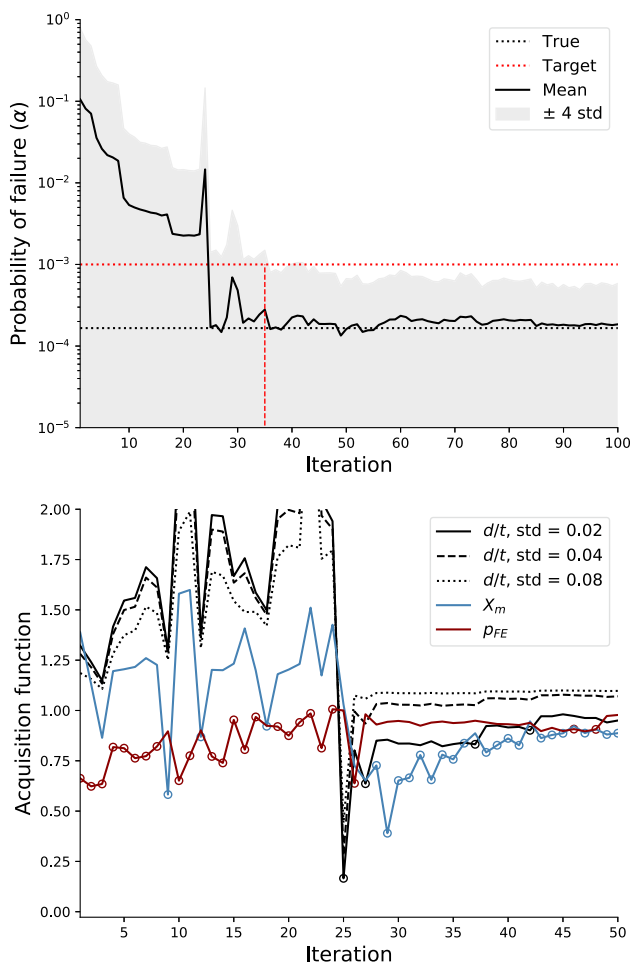 10^0
10^{-1}
10^{-2}
10^{-3}
10^{-4}
10^{-5}
Probability of failure (α)
True
Target
Mean
± 4 std
10 20 30 40 50 60 70 80 90 100
Iteration
2.00
1.75
1.50
1.25
1.00
0.75
0.50
0.25
0.00
Acquisition function
d/t, std = 0.02
d/t, std = 0.04
d/t, std = 0.08
X_m
p_{FE}
5 10 15 20 25 30 35 40 45 50
Iteration